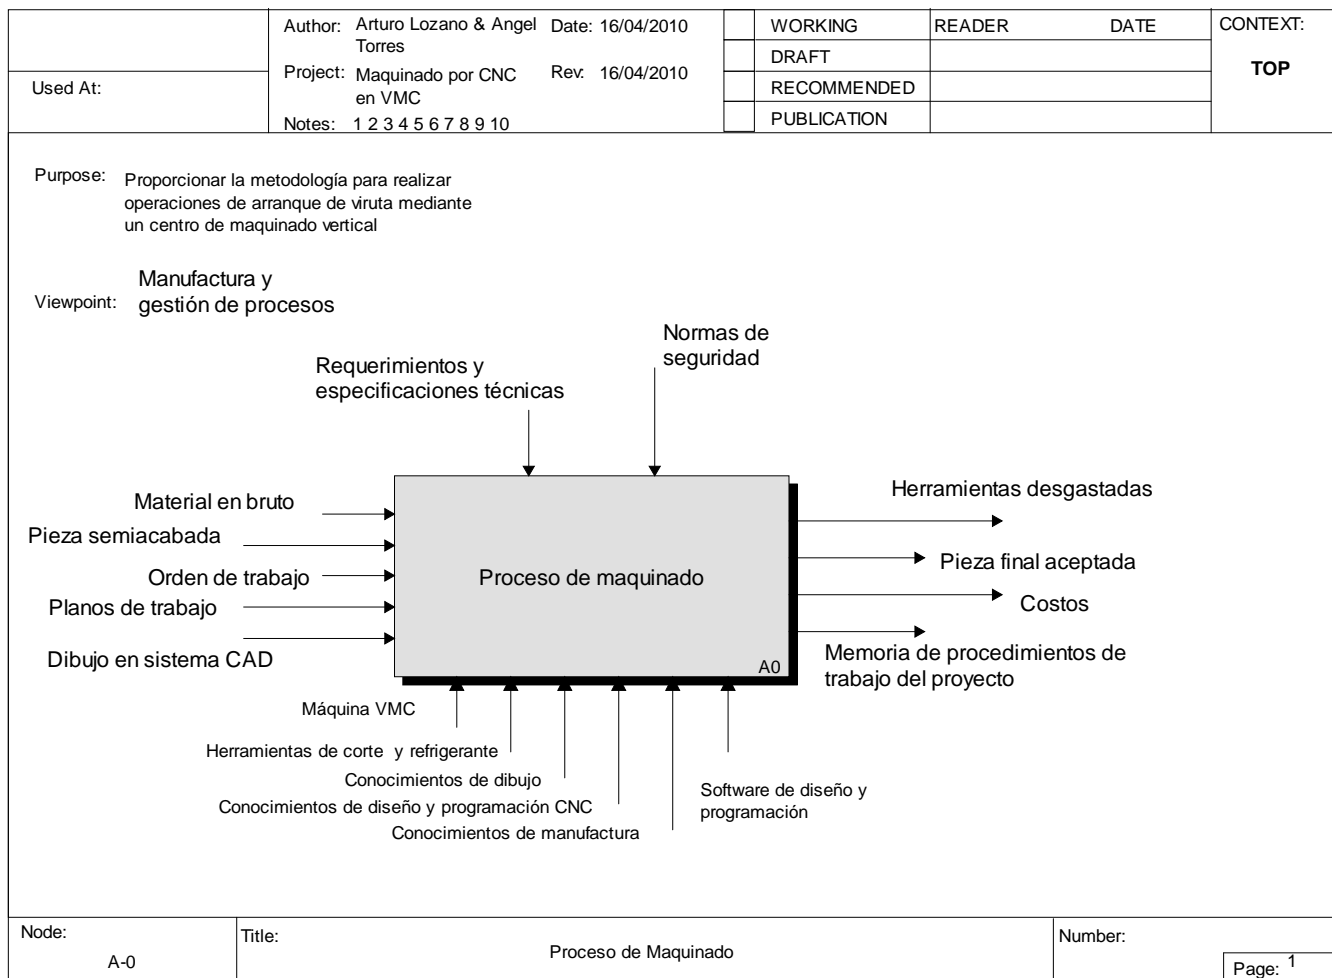 Used At:
Author: Arturo Lozano & Angel
Torres
Date: 16/04/2010
Project: Maquinado por CNC
en VMC
Rev: 16/04/2010
Notes: 1 2 3 4 5 6 7 8 9 10
WORKING
DRAFT
RECOMMENDED
PUBLICATION
READER DATE
CONTEXT:
TOP
Purpose: Proporcionar la metodología para realizar
operaciones de arranque de viruta mediante
un centro de maquinado vertical
Viewpoint: Manufactura y
gestión de procesos
Requerimientos y
especificaciones técnicas
Normas de
seguridad
Material en bruto
Pieza semiacabada
Orden de trabajo
Planos de trabajo
Dibujo en sistema CAD
Proceso de maquinado
A0
Herramientas desgastadas
Pieza final aceptada
Costos
Memoria de procedimientos de
trabajo del proyecto
Máquina VMC
Herramientas de corte y refrigerante
Conocimientos de dibujo
Conocimientos de diseño y programación CNC
Conocimientos de manufactura
Software de diseño y
programación
Node:
A-0
Title:
Proceso de Maquinado
Number:
Page: 1